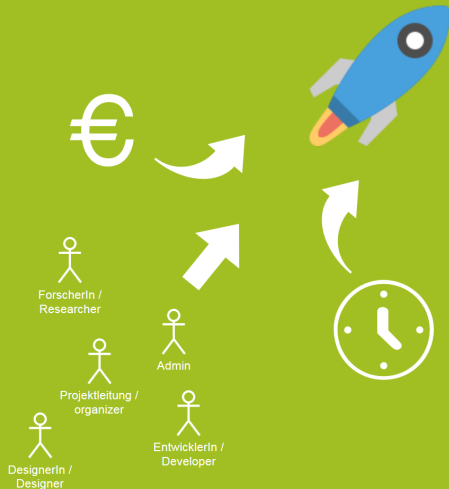 €
ForscherIn /
Researcher
Admin
Projektleitung /
organizer
EntwicklerIn /
Developer
DesignerIn /
Designer